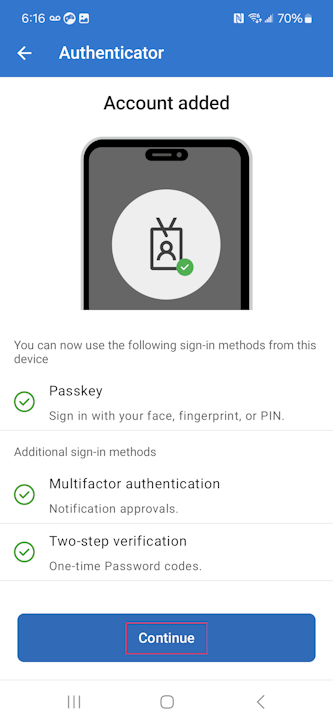 6:16
70%
Authenticator
Account added
You can now use the following sign-in methods from this
device
Passkey
Sign in with your face, fingerprint, or PIN.
Additional sign-in methods
Multifactor authentication
Notification approvals.
Two-step verification
One-time Password codes.
Continue